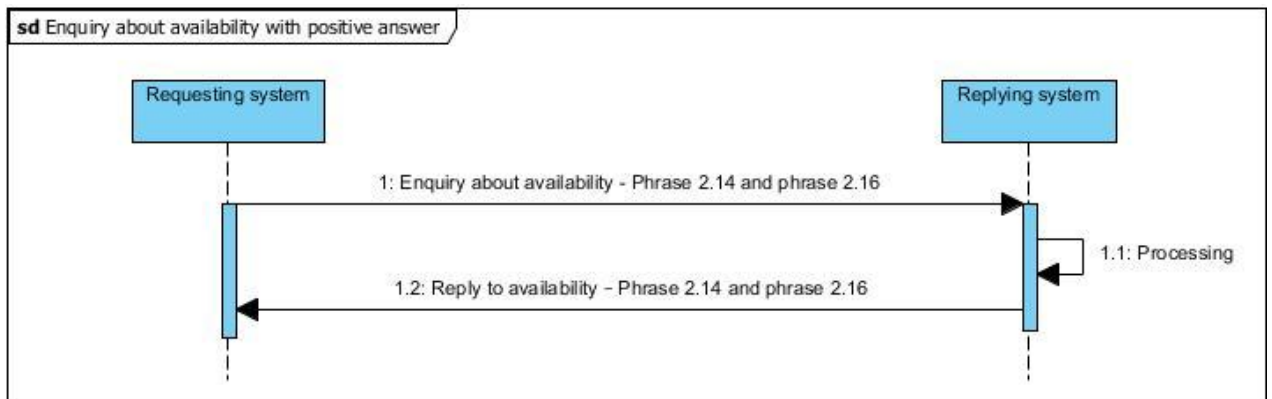 sd Enquiry about availability with positive answer
Requesting system
Replying system
1: Enquiry about availability - Phrase 2.14 and phrase 2.16
1.1: Processing
1.2: Reply to availability – Phrase 2.14 and phrase 2.16